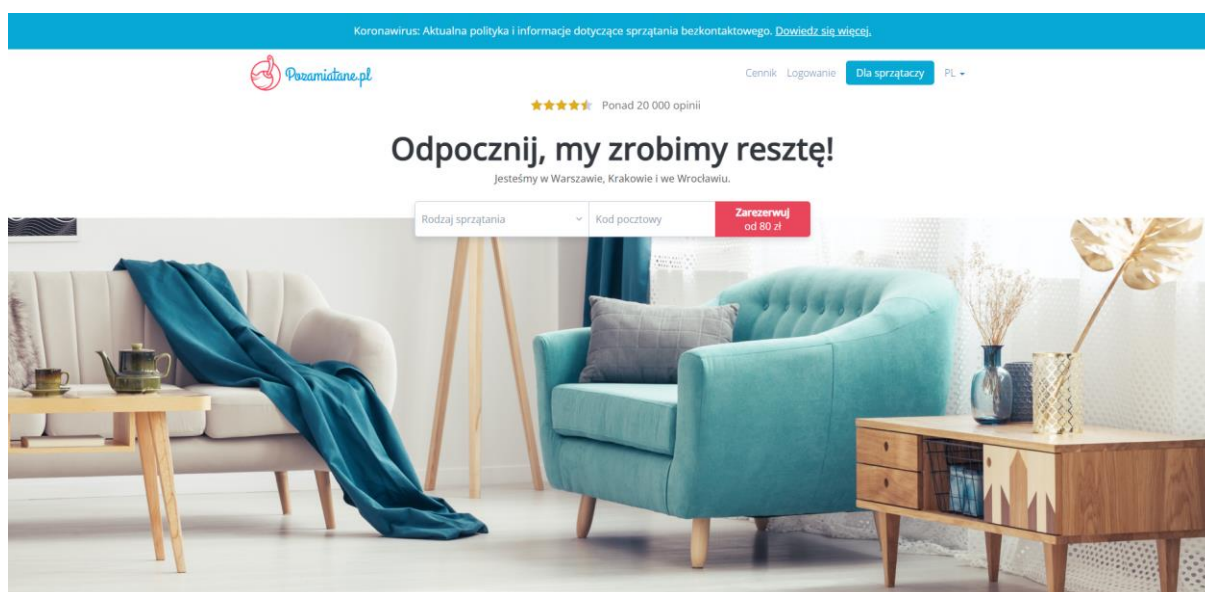 Koronawirus: Aktualna polityka i informacje dotyczące sprzątania bezkontaktowego. Dowiedz się więcej.
Pozamiatane.pl
Cennik Logowanie Dla sprzątaczy PL
Ponad 20 000 opinii
Odpocznij, my zrobimy resztę!
Jesteśmy w Warszawie, Krakowie i we Wrocławiu.
Rodzaj sprzątania
Kod pocztowy
Zarezerwuj
od 80 zł